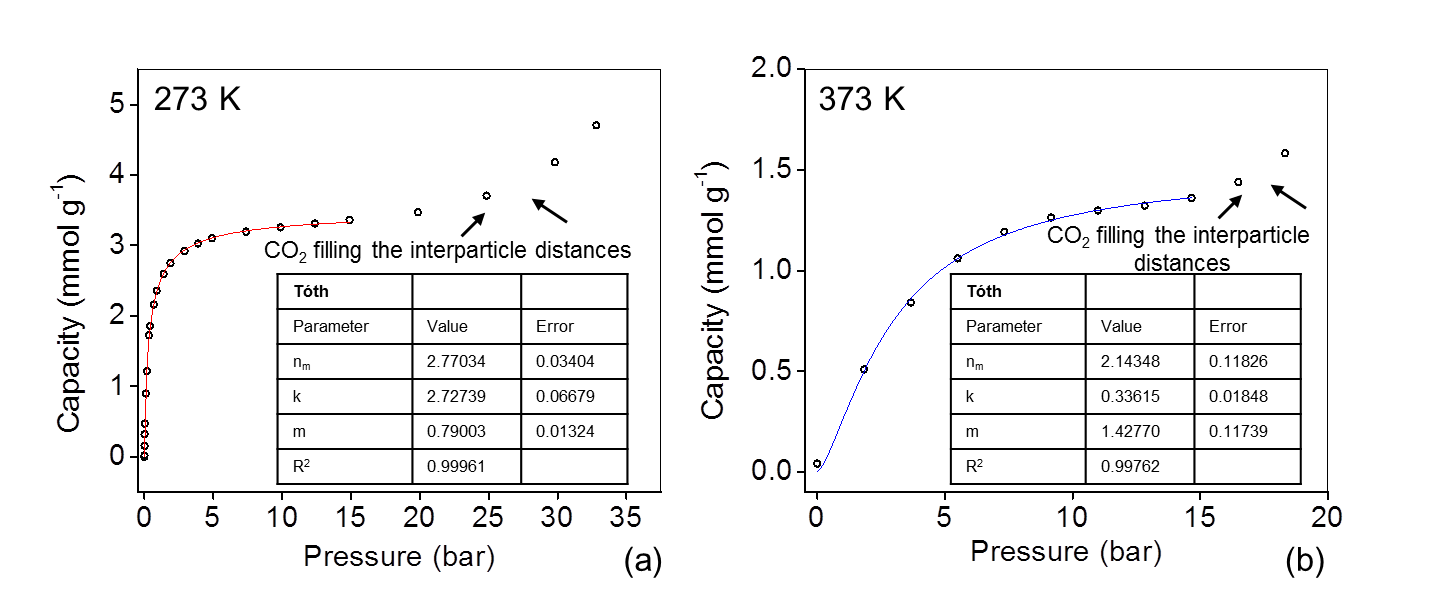 273 K
5
4
3
2
1
0
Capacity (mmol g⁻¹)
CO₂ filling the interparticle distances
Tóth
Parameter Value Error
nₘ 2.77034 0.03404
k 2.72739 0.06679
m 0.79003 0.01324
R² 0.99961
0 5 10 15 20 25 30 35
Pressure (bar)
(a)
373 K
2.0
1.5
1.0
0.5
0.0
Capacity (mmol g⁻¹)
CO₂ filling the interparticle
distances
Tóth
Parameter Value Error
nₘ 2.14348 0.11826
k 0.33615 0.01848
m 1.42770 0.11739
R² 0.99762
0 5 10 15 20
Pressure (bar)
(b)